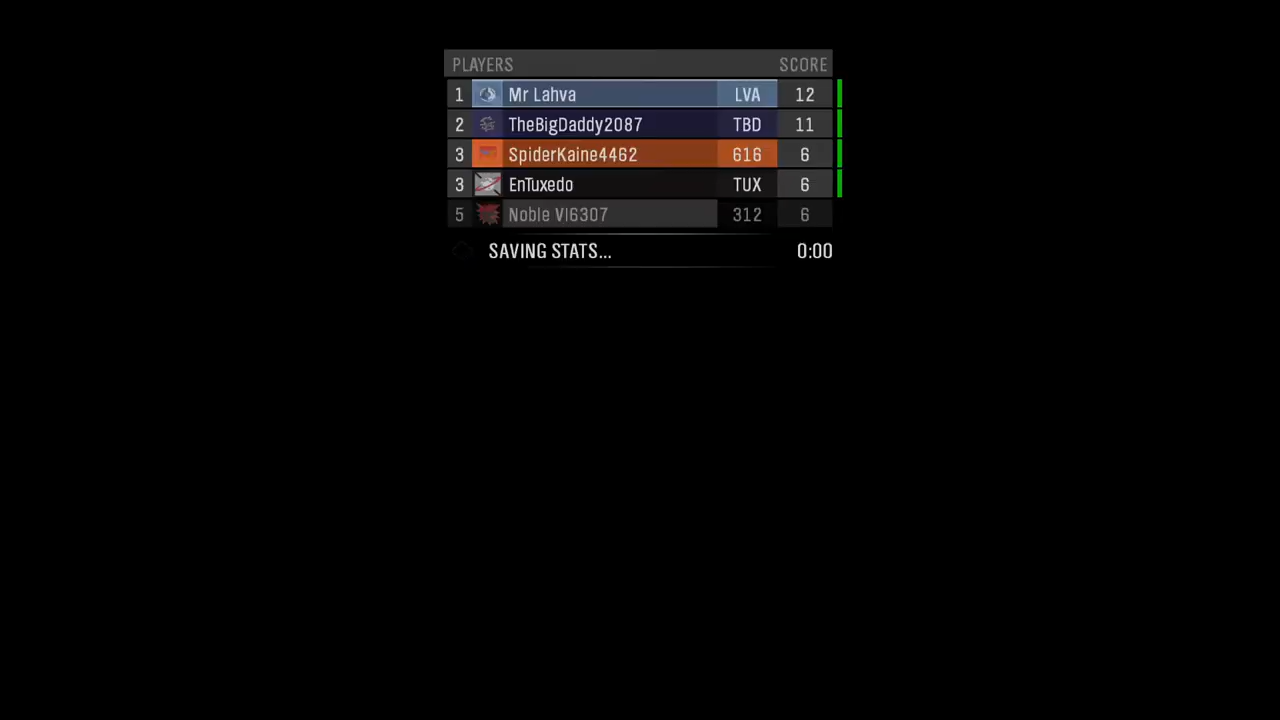 PLAYERS SCORE
1 Mr Lahva LVA 12
2 TheBigDaddy2087 TBD 11
3 SpiderKaine4462 616 6
3 EnTuxedo TUX 6
5 Noble VI6307 312 6
SAVING STATS... 0:00